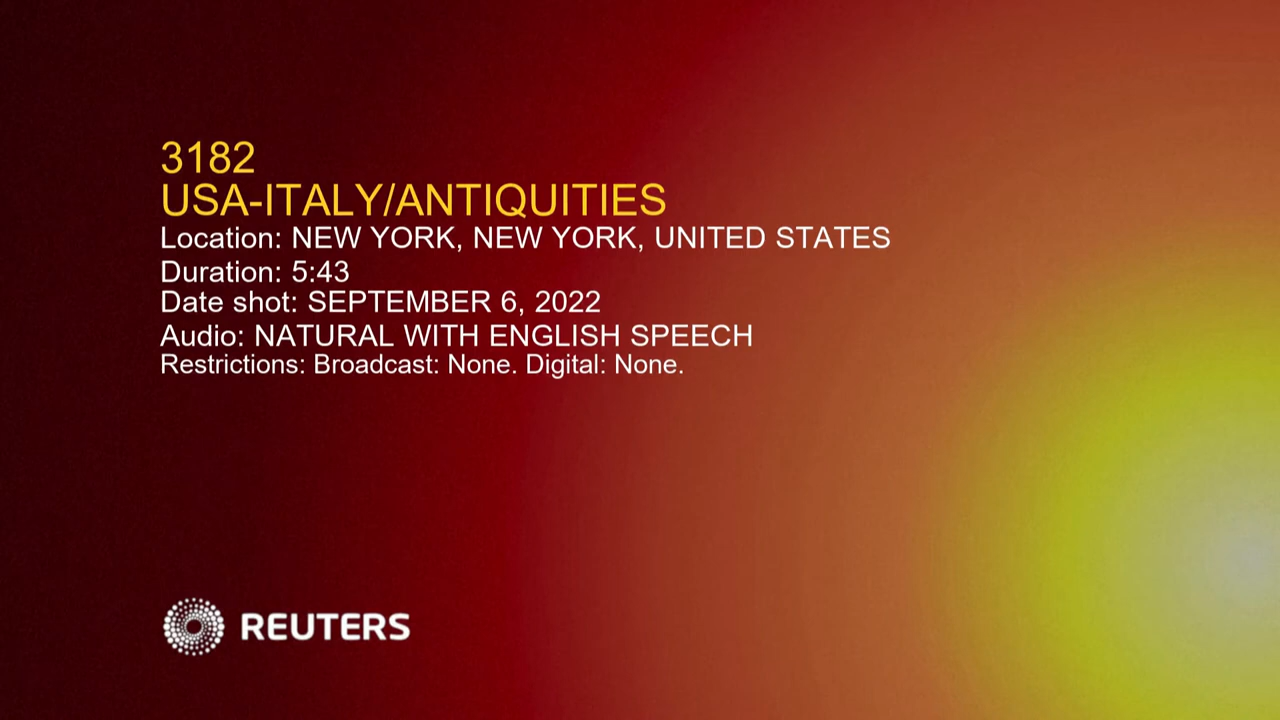 3182
USA-ITALY/ANTIQUITIES
Location: NEW YORK, NEW YORK, UNITED STATES
Duration: 5:43
Date shot: SEPTEMBER 6, 2022
Audio: NATURAL WITH ENGLISH SPEECH
Restrictions: Broadcast: None. Digital: None.
REUTERS